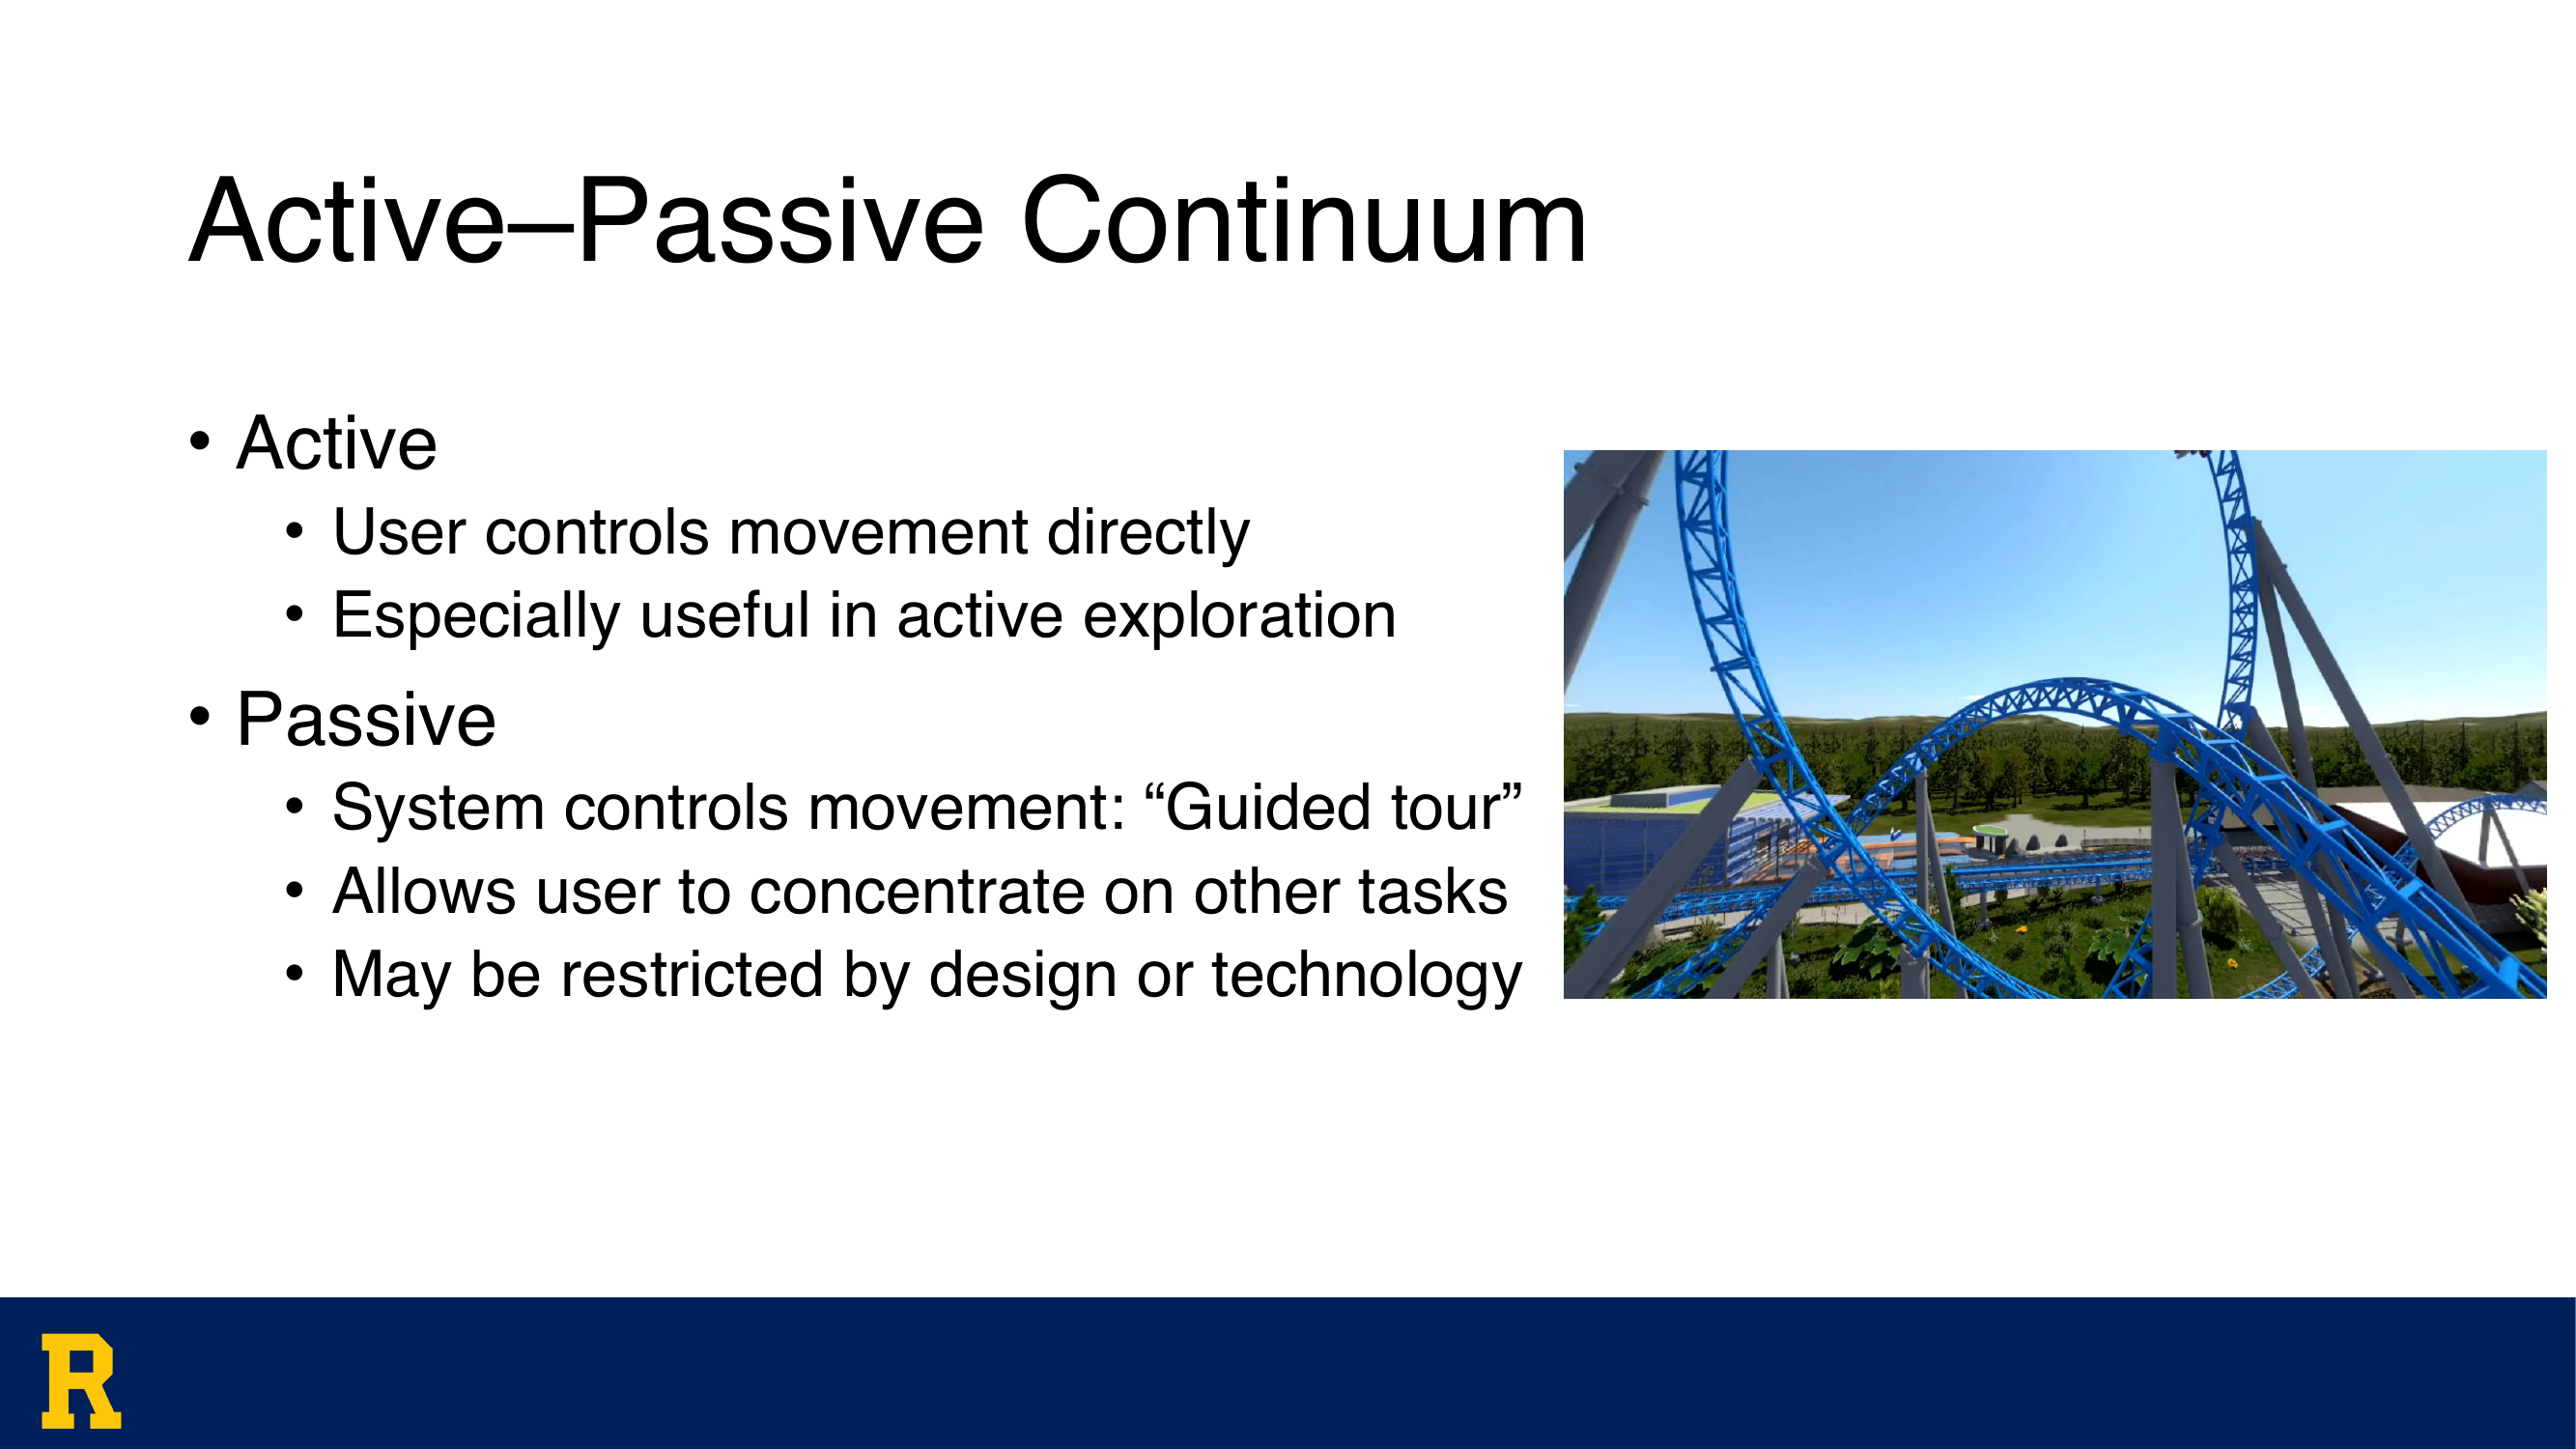 Active–Passive Continuum
• Active
• User controls movement directly
• Especially useful in active exploration
• Passive
• System controls movement: “Guided tour”
• Allows user to concentrate on other tasks
• May be restricted by design or technology
R